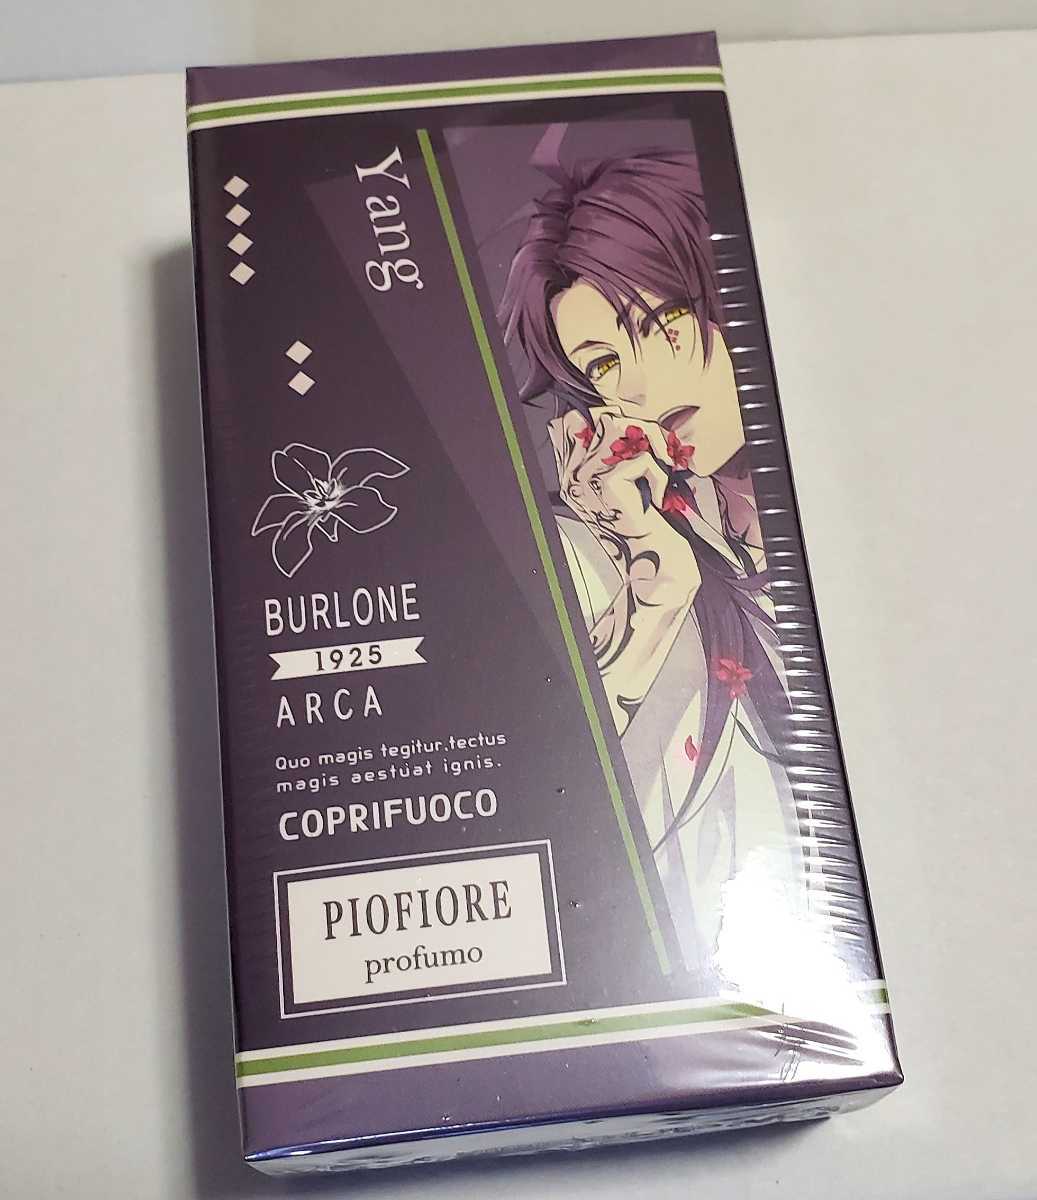 Yang
BURLONE
1925
ARCA
Quo magis tegitur.tectus
magis aestuat ignis.
COPRIFUOCO
PIOFIORE
profumo